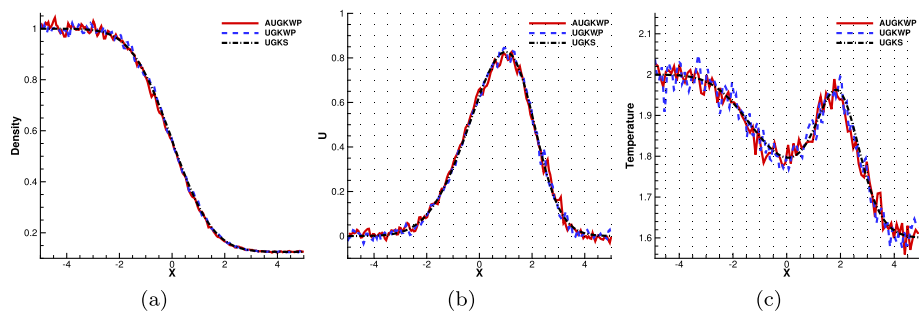 AUGKWP
UGKWP
UGKS
Density
1
0.8
0.6
0.4
0.2
-4 -2 0 2 4
X
(a)
AUGKWP
UGKWP
UGKS
U
1
0.8
0.6
0.4
0.2
0
-4 -2 0 2 4
X
(b)
AUGKWP
UGKWP
UGKS
Temperature
2.1
2
1.9
1.8
1.7
1.6
-4 -2 0 2 4
X
(c)